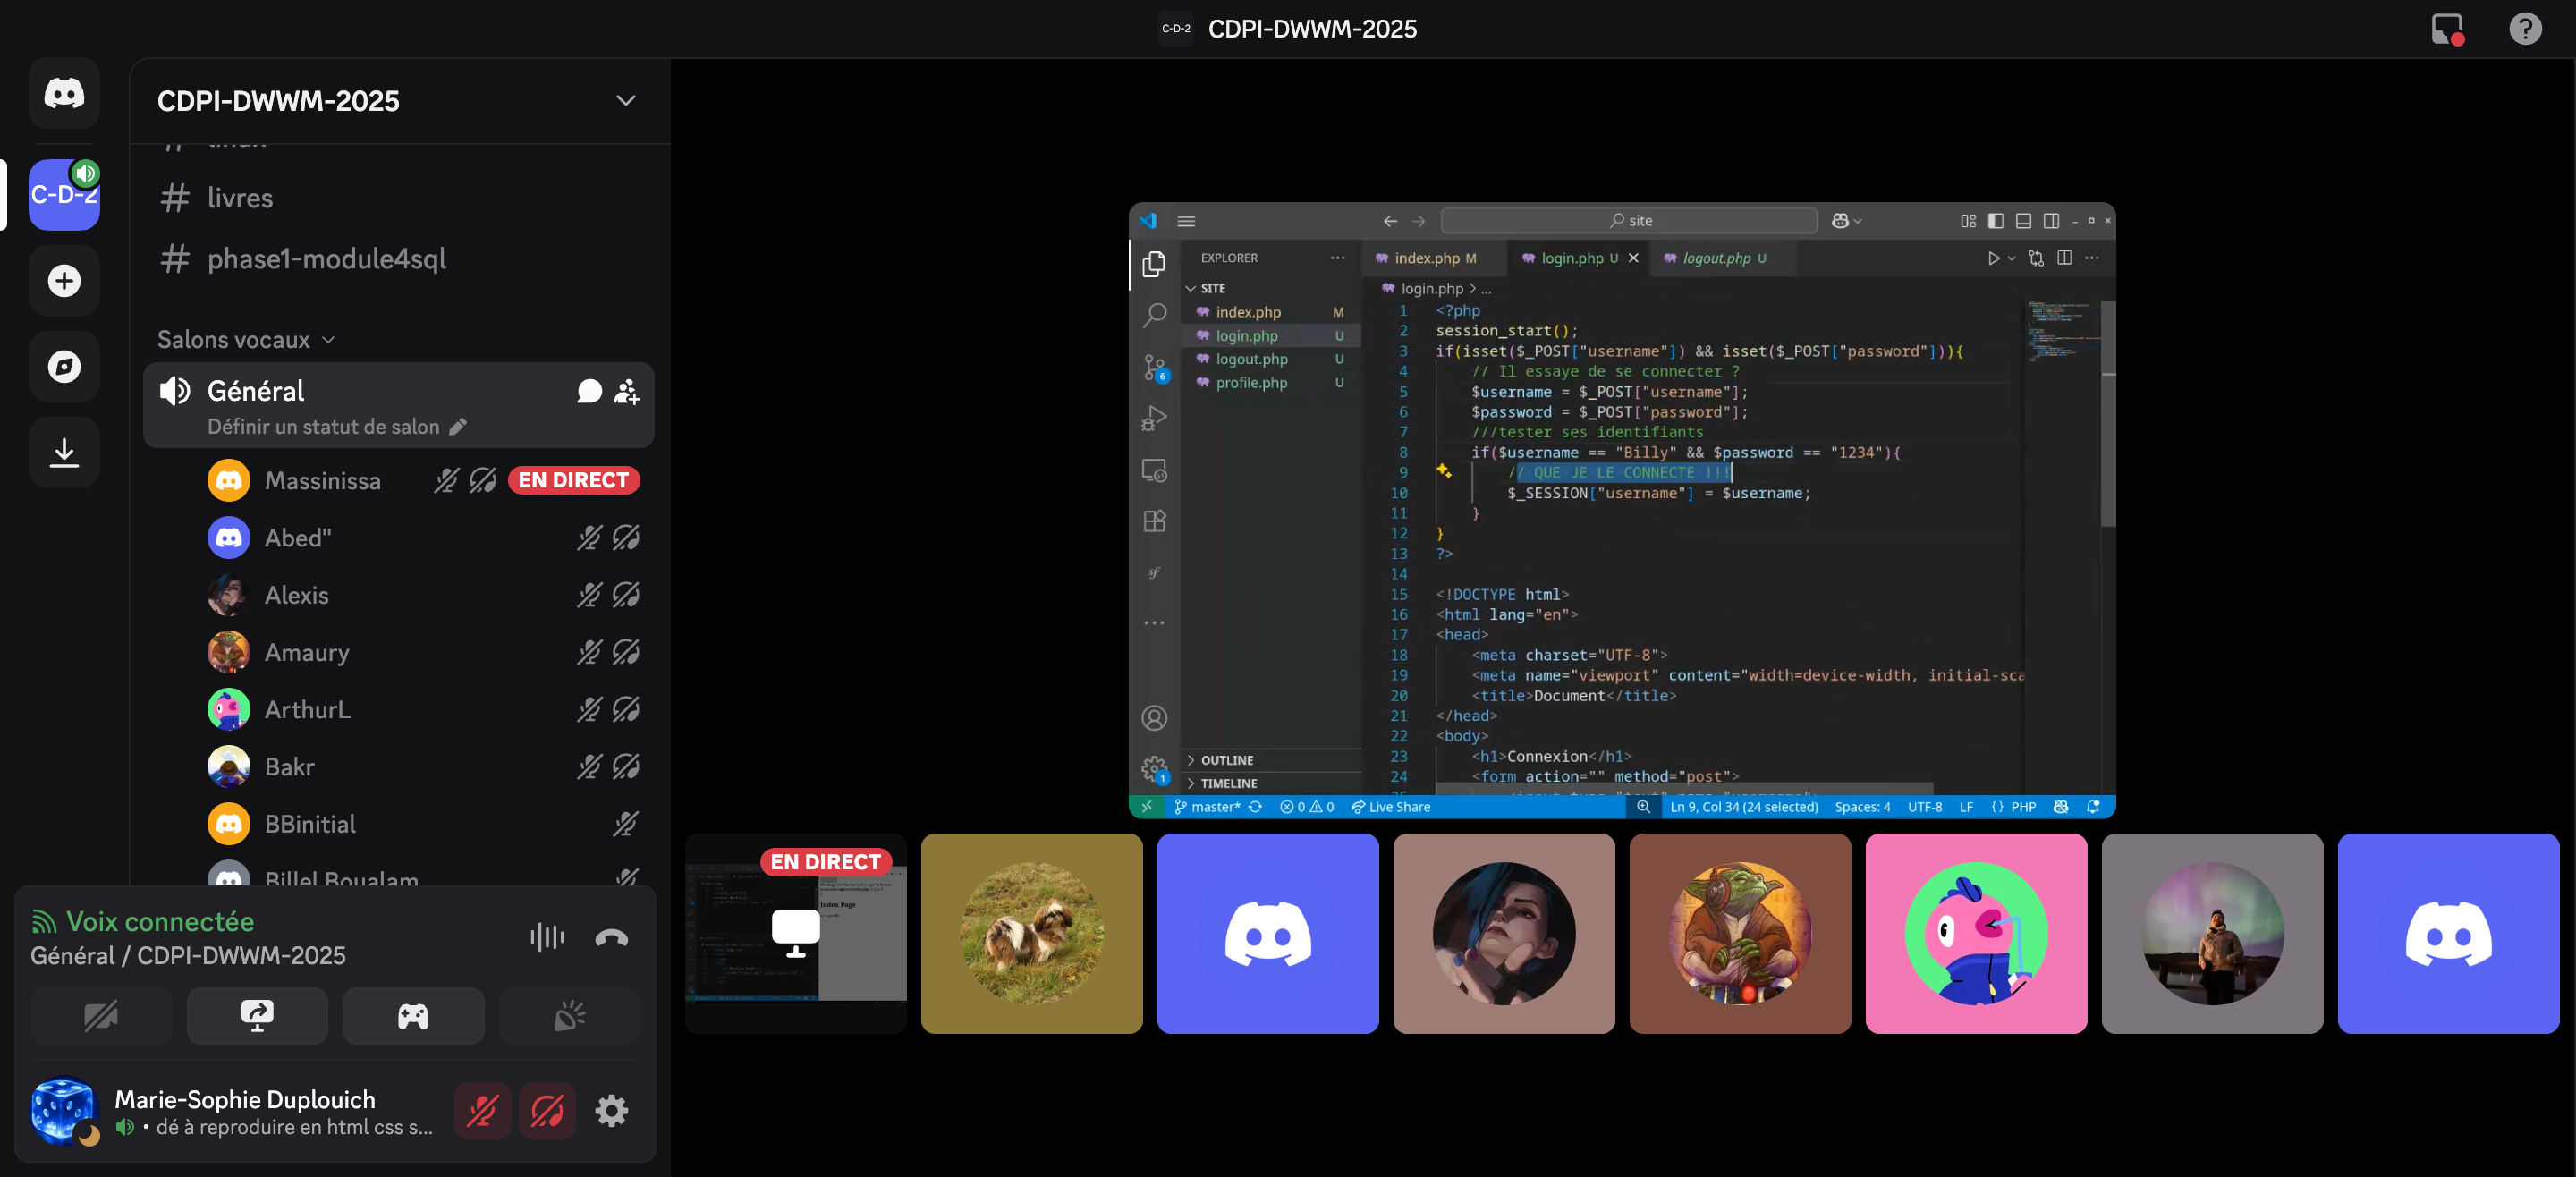 C-D-2 CDPI-DWWM-2025
C-D-2
CDPI-DWWM-2025
livres
phase1-module4sql
Salons vocaux
Général
Définir un statut de salon
Massinissa EN DIRECT
Abed"
Alexis
Amaury
ArthurL
Bakr
BBinitial
Billel Boualam
Voix connectée
Général / CDPI-DWWM-2025
Marie-Sophie Duplouich
• dé à reproduire en html css s...
site
EXPLORER
SITE
index.php M
login.php U
logout.php U
profile.php U
OUTLINE
TIMELINE
index.php M login.php U logout.php U
login.php > ...
1 <?php
2 session_start();
3 if(isset($_POST["username"]) && isset($_POST["password"])){
4 // Il essaye de se connecter ?
5 $username = $_POST["username"];
6 $password = $_POST["password"];
7 ///tester ses identifiants
8 if($username == "Billy" && $password == "1234"){
9 // QUE JE LE CONNECTE !!!
10 $_SESSION["username"] = $username;
11 }
12 }
13 ?>
14
15 <!DOCTYPE html>
16 <html lang="en">
17 <head>
18 <meta charset="UTF-8">
19 <meta name="viewport" content="width=device-width, initial-sca
20 <title>Document</title>
21 </head>
22 <body>
23 <h1>Connexion</h1>
24 <form action="" method="post">
6
1
master* 0 0 Live Share Ln 9, Col 34 (24 selected) Spaces: 4 UTF-8 LF {} PHP
EN DIRECT
Index Page